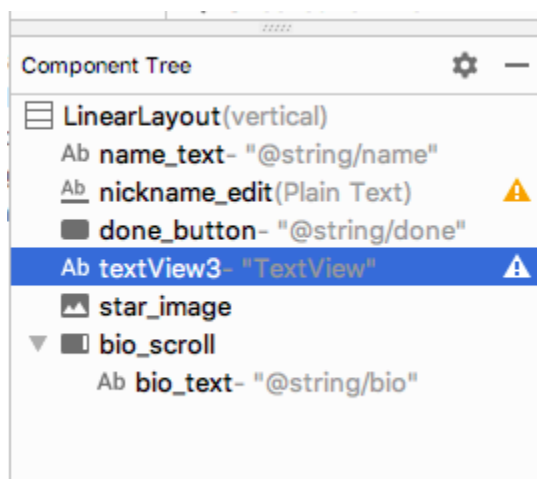 Component Tree
LinearLayout(vertical)
Ab name_text- "@string/name"
Ab nickname_edit(Plain Text)
done_button- "@string/done"
Ab textView3- "TextView"
star_image
bio_scroll
Ab bio_text- "@string/bio"